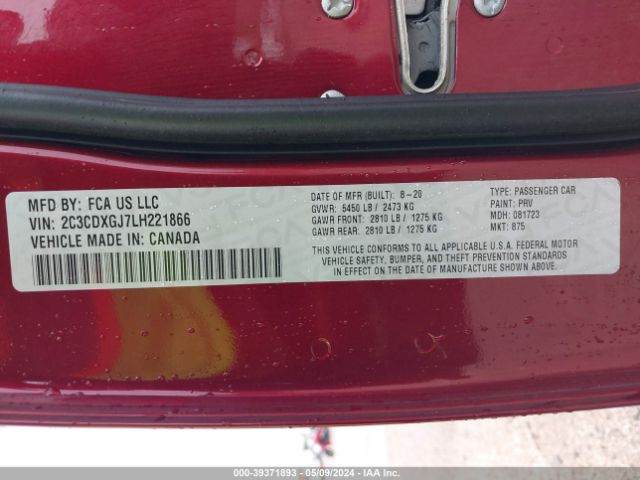 MFD BY: FCA US LLC
VIN: 2C3CDXGJ7LH221866
VEHICLE MADE IN: CANADA
DATE OF MFR (BUILT): 8-20
GVWR: 5450 LB / 2473 KG
GAWR FRONT: 2810 LB / 1275 KG
GAWR REAR: 2810 LB / 1275 KG
TYPE: PASSENGER CAR
PAINT: PRV
MDH: 081723
MKT: 875
THIS VEHICLE CONFORMS TO ALL APPLICABLE U.S.A. FEDERAL MOTOR
VEHICLE SAFETY, BUMPER, AND THEFT PREVENTION STANDARDS
IN EFFECT ON THE DATE OF MANUFACTURE SHOWN ABOVE.
000-39371893 - 05/09/2024 - IAA Inc. Copyright